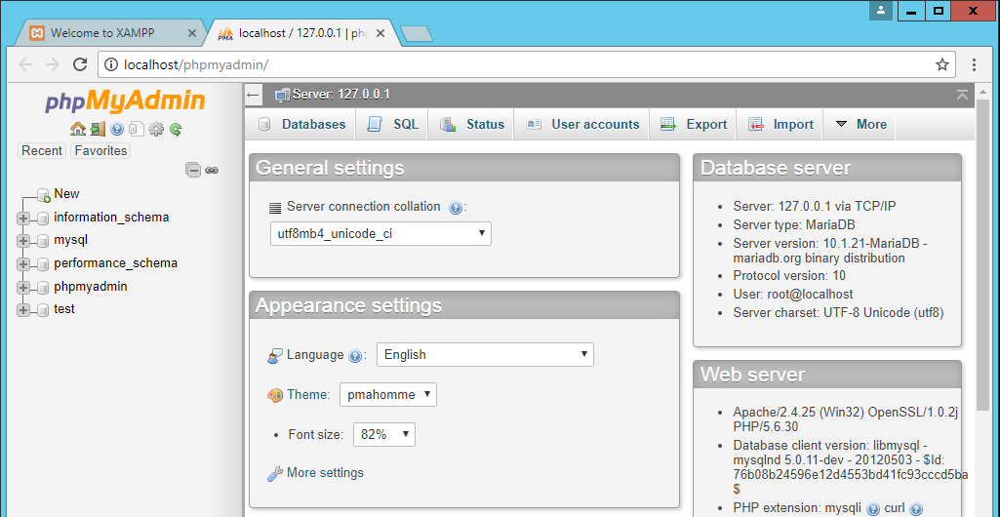 Welcome to XAMPP
localhost / 127.0.0.1 | ph
localhost/phpmyadmin/
phpMyAdmin
Recent Favorites
New
information_schema
mysql
performance_schema
phpmyadmin
test
Server: 127.0.0.1
Databases SQL Status User accounts Export Import More
General settings
Server connection collation :
utf8mb4_unicode_ci
Appearance settings
Language :
English
Theme: pmahomme
• Font size: 82%
More settings
Database server
• Server: 127.0.0.1 via TCP/IP
• Server type: MariaDB
• Server version: 10.1.21-MariaDB -
mariadb.org binary distribution
• Protocol version: 10
• User: root@localhost
• Server charset: UTF-8 Unicode (utf8)
Web server
• Apache/2.4.25 (Win32) OpenSSL/1.0.2j
PHP/5.6.30
• Database client version: libmysql -
mysqlnd 5.0.11-dev - 20120503 - $Id:
76b08b24596e12d4553bd41fc93cccd5ba
$
• PHP extension: mysqli curl